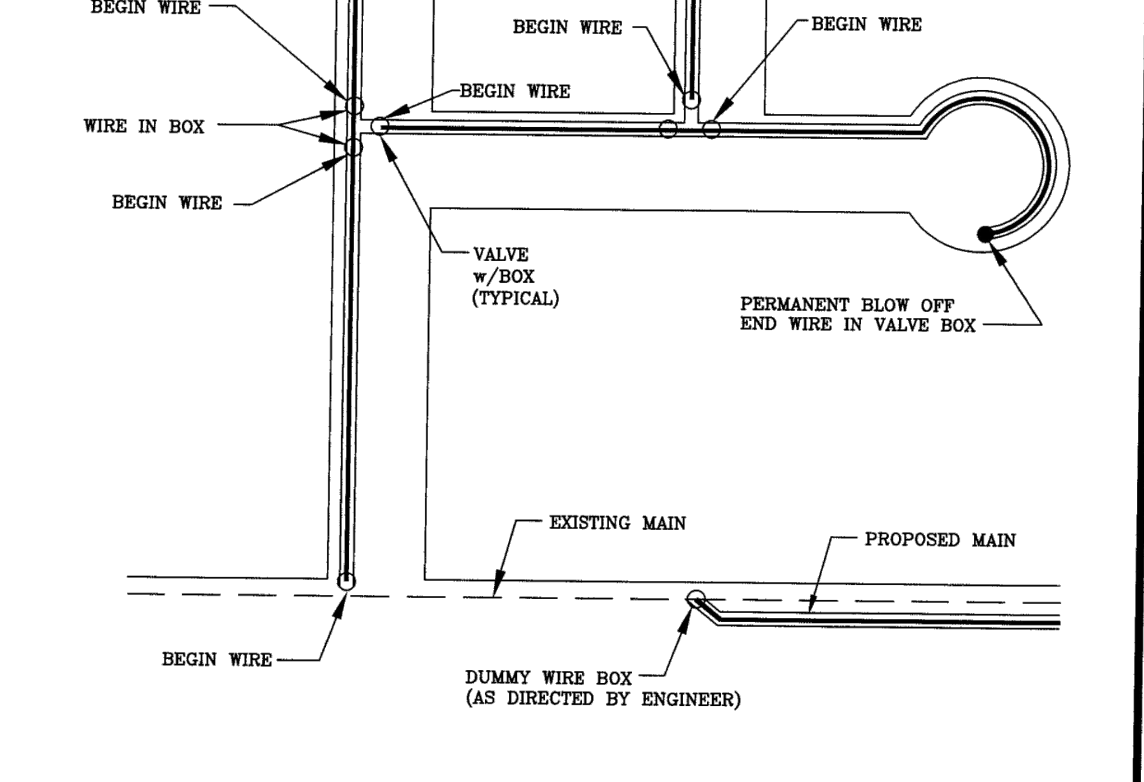 BEGIN WIRE
BEGIN WIRE
BEGIN WIRE
BEGIN WIRE
WIRE IN BOX
BEGIN WIRE
VALVE
w/BOX
(TYPICAL)
PERMANENT BLOW OFF
END WIRE IN VALVE BOX
EXISTING MAIN
PROPOSED MAIN
BEGIN WIRE
DUMMY WIRE BOX
(AS DIRECTED BY ENGINEER)